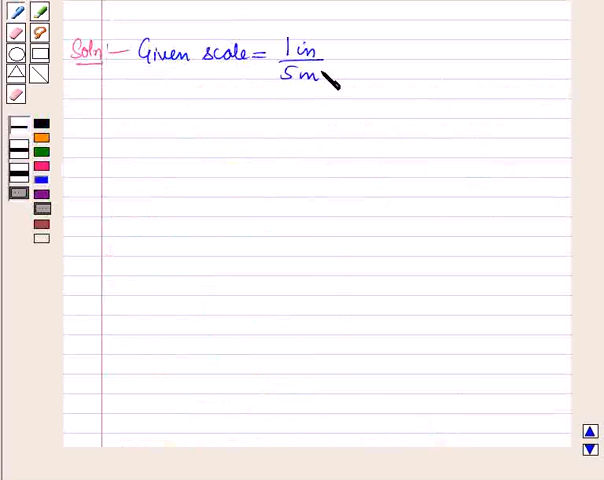 Soln:- Given scale = 1 in
5 m